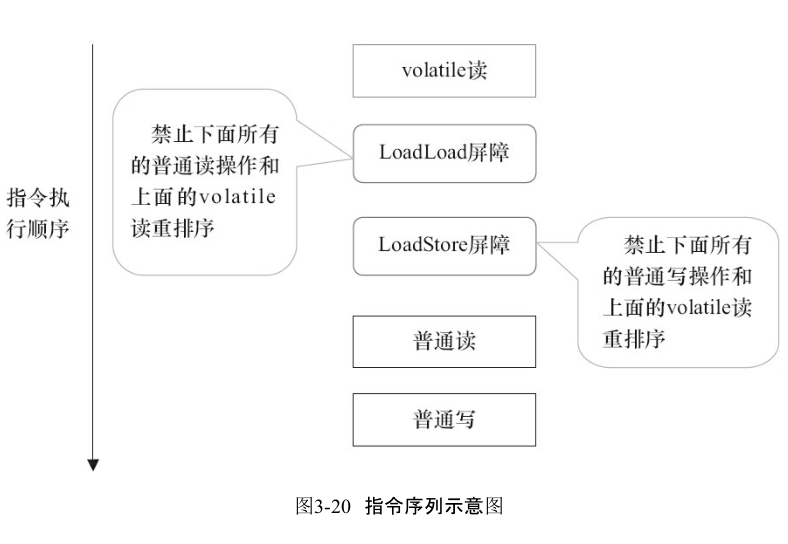 volatile读
禁止下面所有
的普通读操作和
上面的volatile
读重排序
LoadLoad屏障
指令执
行顺序
LoadStore屏障
禁止下面所有
的普通写操作和
上面的volatile读
重排序
普通读
普通写
图3-20 指令序列示意图